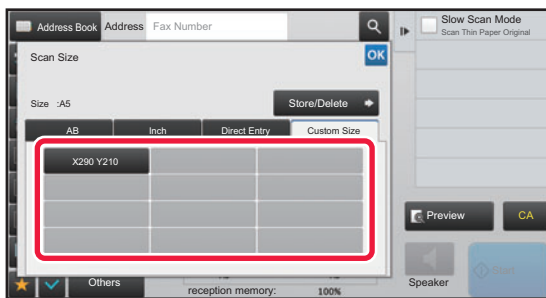 Address Book Address Fax Number
Slow Scan Mode
Scan Thin Paper Original
Scan Size
OK
Size :A5
Store/Delete
AB Inch Direct Entry Custom Size
X290 Y210
Preview CA
Start
Others
reception memory: 100%
Speaker